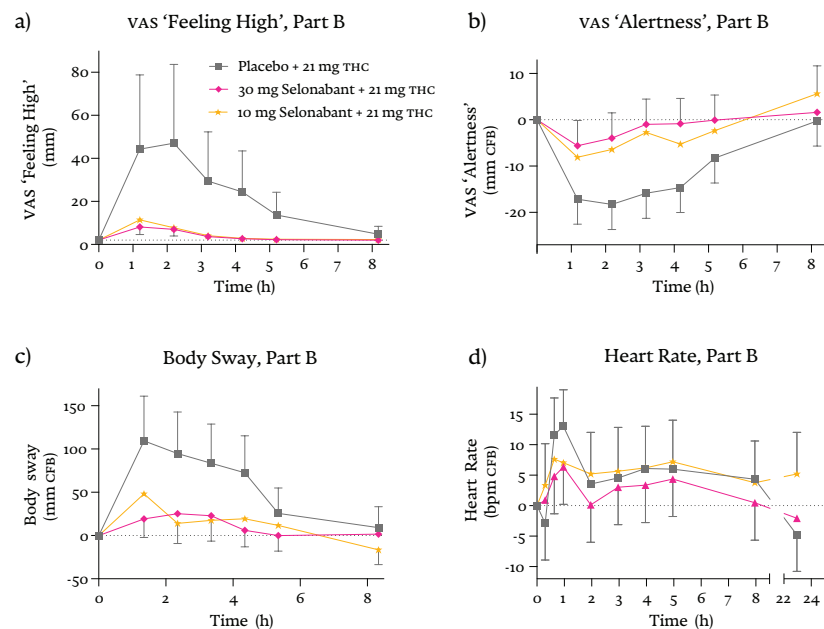 a)
VAS 'Feeling High', Part B
VAS 'Feeling High'
(mm)
80
60
40
20
0
Placebo + 21 mg THC
30 mg Selonabant + 21 mg THC
10 mg Selonabant + 21 mg THC
0 1 2 3 4 5 6 7 8
Time (h)
b)
VAS 'Alertness', Part B
VAS 'Alertness'
(mm CFB)
10
0
-10
-20
1 2 3 4 5 6 7 8
Time (h)
c)
Body Sway, Part B
Body sway
(mm CFB)
150
100
50
0
-50
0 2 4 6 8
Time (h)
d)
Heart Rate, Part B
Heart Rate
(bpm CFB)
15
10
5
0
-5
-10
0 1 2 3 4 5 6 7 8 22 24
Time (h)